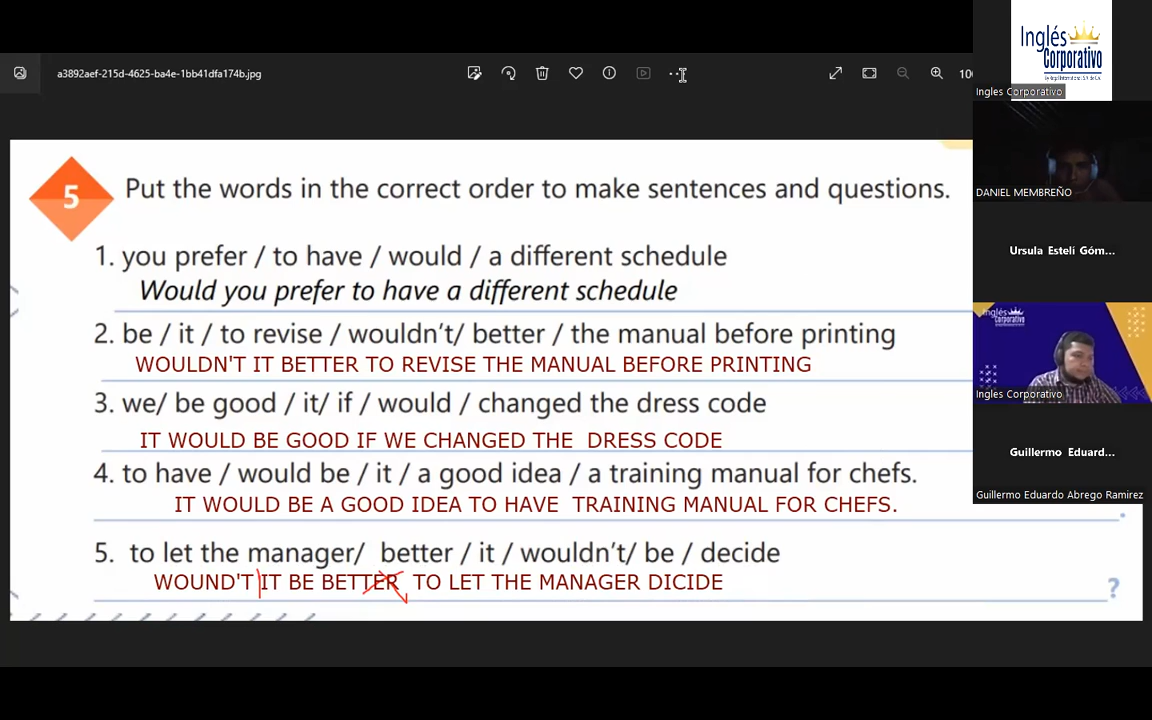 a3892aef-215d-4625-ba4e-1bb41dfa174b.jpg
10
5
Put the words in the correct order to make sentences and questions.
1. you prefer / to have / would / a different schedule
Would you prefer to have a different schedule
2. be / it / to revise / wouldn't/ better / the manual before printing
WOULDN'T IT BETTER TO REVISE THE MANUAL BEFORE PRINTING
3. we/ be good / it/ if / would / changed the dress code
IT WOULD BE GOOD IF WE CHANGED THE DRESS CODE
4. to have / would be / it / a good idea / a training manual for chefs.
IT WOULD BE A GOOD IDEA TO HAVE TRAINING MANUAL FOR CHEFS.
.
5. to let the manager/ better / it / wouldn't/ be / decide
WOUND'T IT BE BETTER TO LET THE MANAGER DICIDE
?
Inglés
Corporativo
Ingles Corporativo
DANIEL MEMBREÑO
Ursula Estelí Góm...
Inglés
Corporativo
Ingles Corporativo
Guillermo Eduard...
Guillermo Eduardo Abrego Ramirez